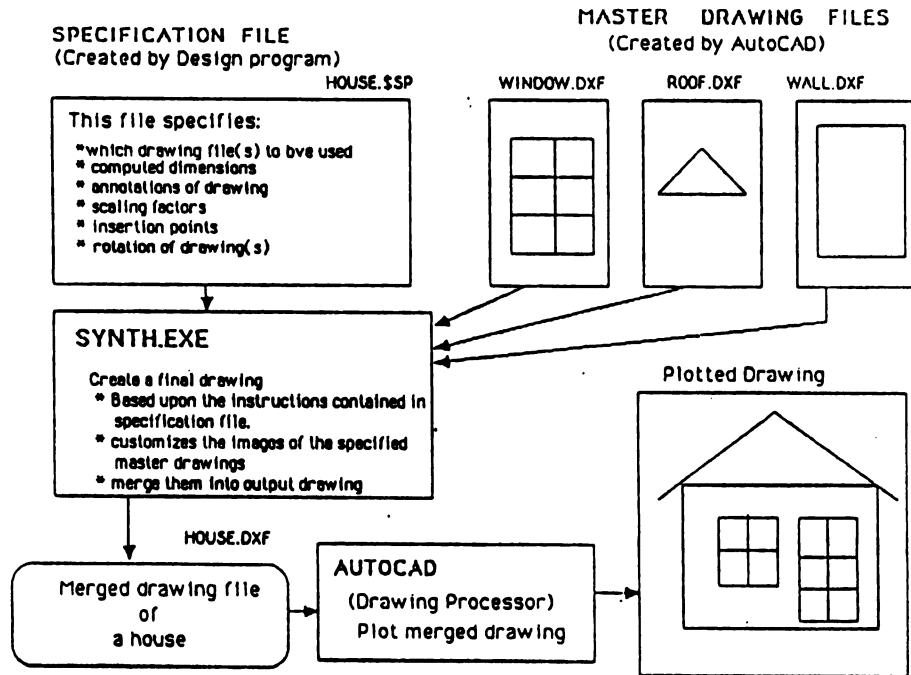 SPECIFICATION FILE
(Created by Design program)
HOUSE.$SP
This file specifies:
*which drawing file(s) to bve used
* computed dimensions
* annotations of drawing
* scaling factors
* insertion points
* rotation of drawing(s)
MASTER DRAWING FILES
(Created by AutoCAD)
WINDOW.DXF
ROOF.DXF
WALL.DXF
SYNTH.EXE
Create a final drawing
* Based upon the instructions contained in
specification file.
* customizes the images of the specified
master drawings
* merge them into output drawing
HOUSE.DXF
Merged drawing file
of
a house
AUTOCAD
(Drawing Processor)
Plot merged drawing
Plotted Drawing